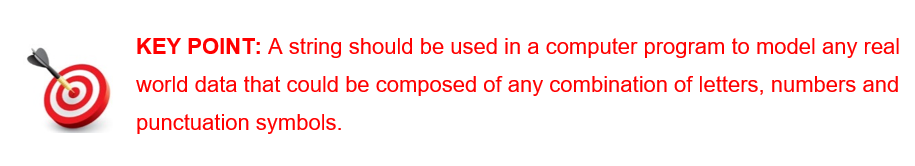 KEY POINT: A string should be used in a computer program to model any real
world data that could be composed of any combination of letters, numbers and
punctuation symbols.